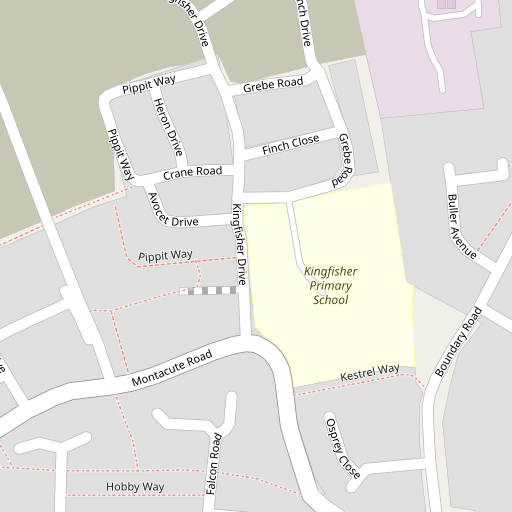 Kingfisher Drive
Finch Drive
Pippit Way
Grebe Road
Heron Drive
Finch Close
Pippit Way
Grebe Road
Crane Road
Avocet Drive
Buller Avenue
Kingfisher Drive
Pippit Way
Kingfisher
Primary
School
Boundary Road
Montacute Road
Kestrel Way
Osprey Close
Falcon Road
Hobby Way